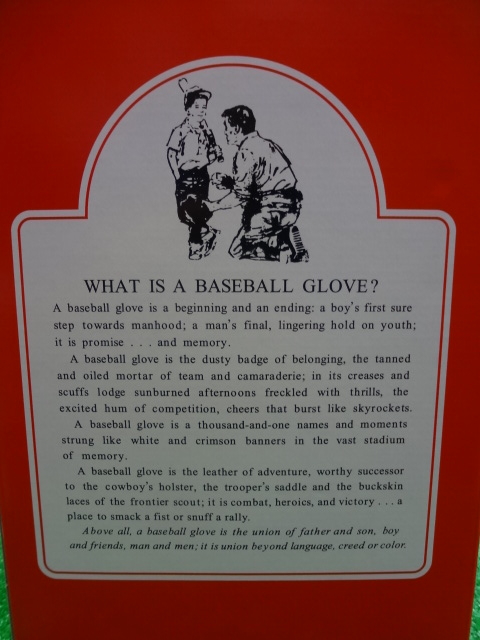 WHAT IS A BASEBALL GLOVE?
A baseball glove is a beginning and an ending: a boy's first sure
step towards manhood; a man's final, lingering hold on youth;
it is promise . . . and memory.
A baseball glove is the dusty badge of belonging, the tanned
and oiled mortar of team and camaraderie; in its creases and
scuffs lodge sunburned afternoons freckled with thrills, the
excited hum of competition, cheers that burst like skyrockets.
A baseball glove is a thousand-and-one names and moments
strung like white and crimson banners in the vast stadium
of memory.
A baseball glove is the leather of adventure, worthy successor
to the cowboy's holster, the trooper's saddle and the buckskin
laces of the frontier scout; it is combat, heroics, and victory . . . a
place to smack a fist or snuff a rally.
Above all, a baseball glove is the union of father and son, boy
and friends, man and men; it is union beyond language, creed or color.